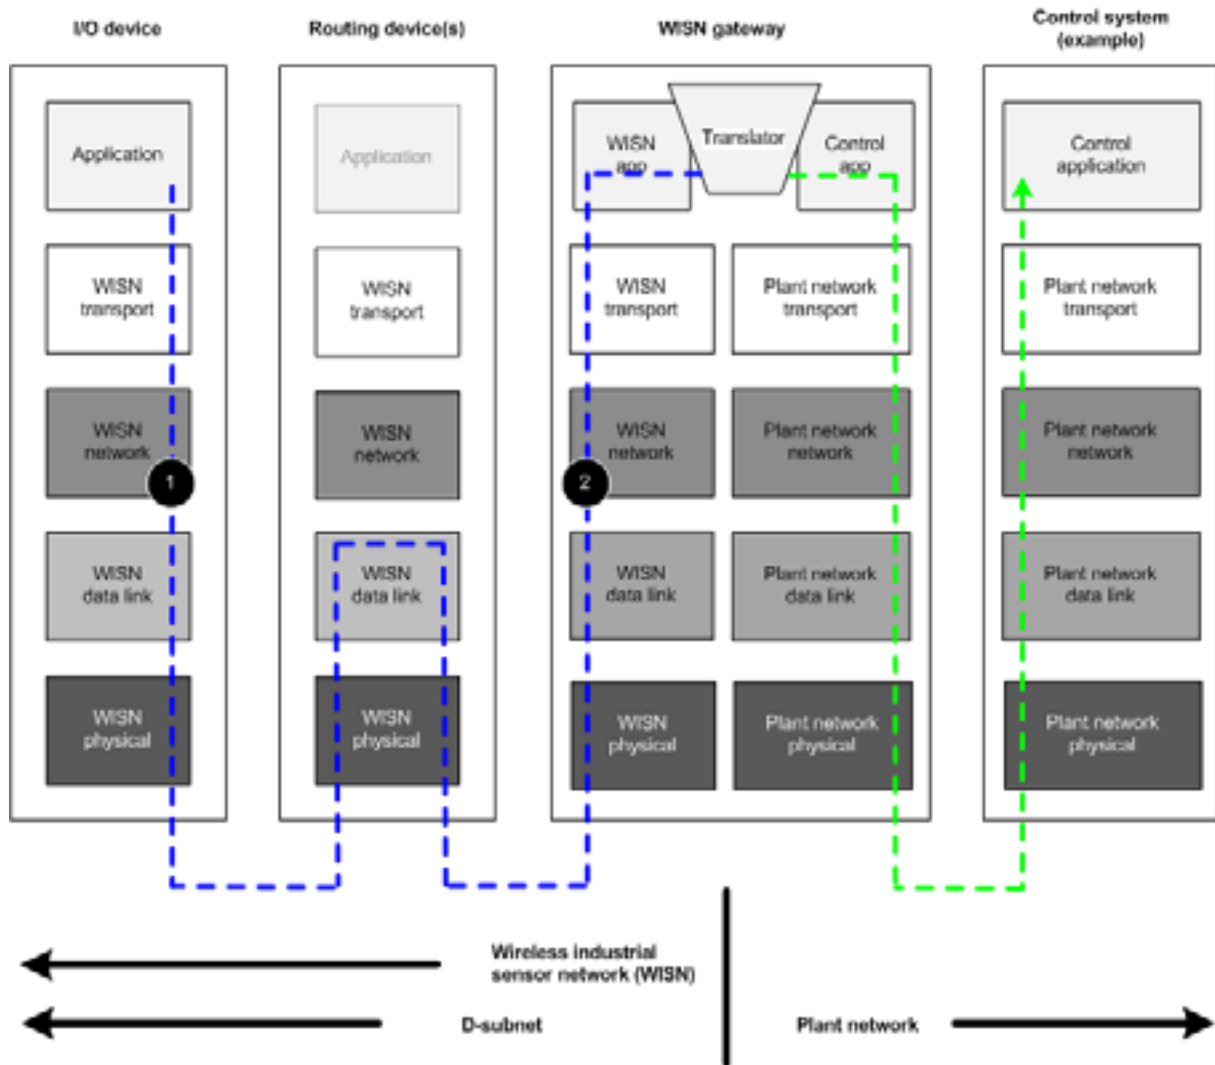 I/O device
Routing device(s)
WISN gateway
Control system
(example)
Application
Application
WISN
app
Translator
Control
app
Control
application
WISN
transport
WISN
transport
WISN
transport
Plant network
transport
Plant network
transport
WISN
network
WISN
network
WISN
network
Plant network
network
Plant network
network
1
2
WISN
data link
WISN
data link
WISN
data link
Plant network
data link
Plant network
data link
WISN
physical
WISN
physical
WISN
physical
Plant network
physical
Plant network
physical
Wireless industrial
sensor network (WISN)
D-subnet
Plant network